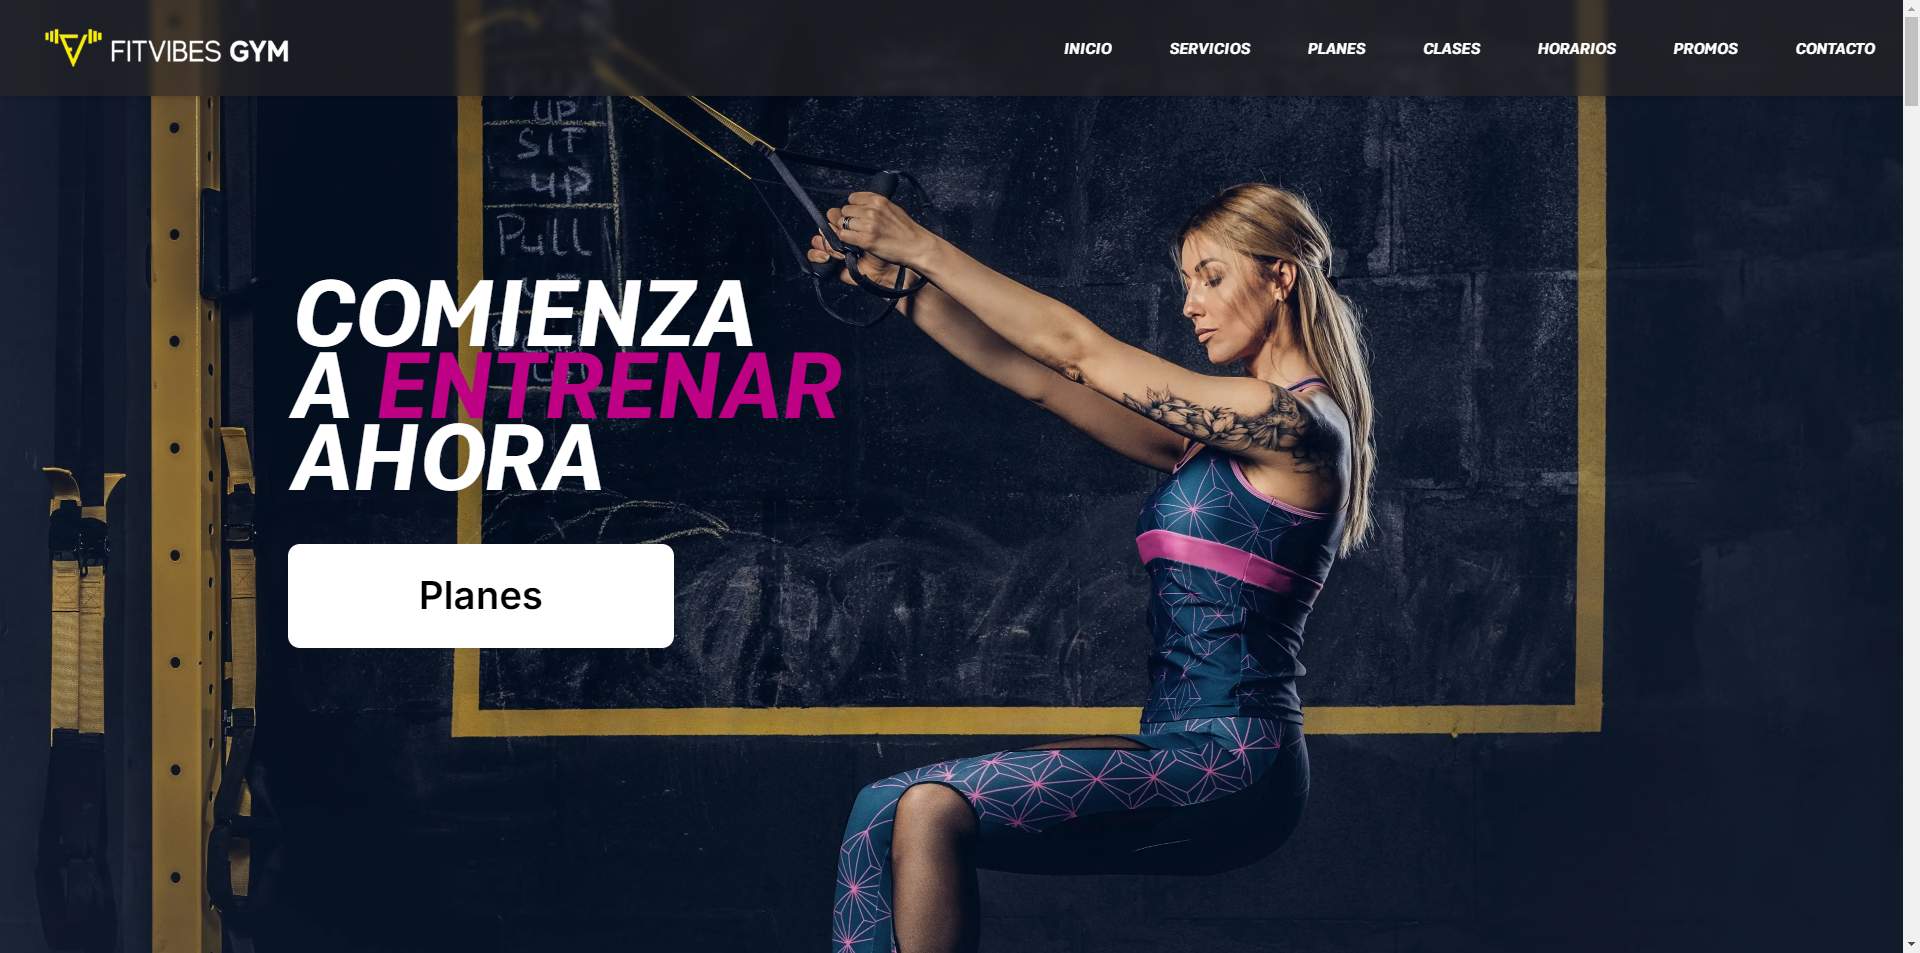 FITVIBES GYM
INICIO
SERVICIOS
PLANES
CLASES
HORARIOS
PROMOS
CONTACTO
UP
SIT
UP
Pull
COMIENZA
A ENTRENAR
AHORA
Planes